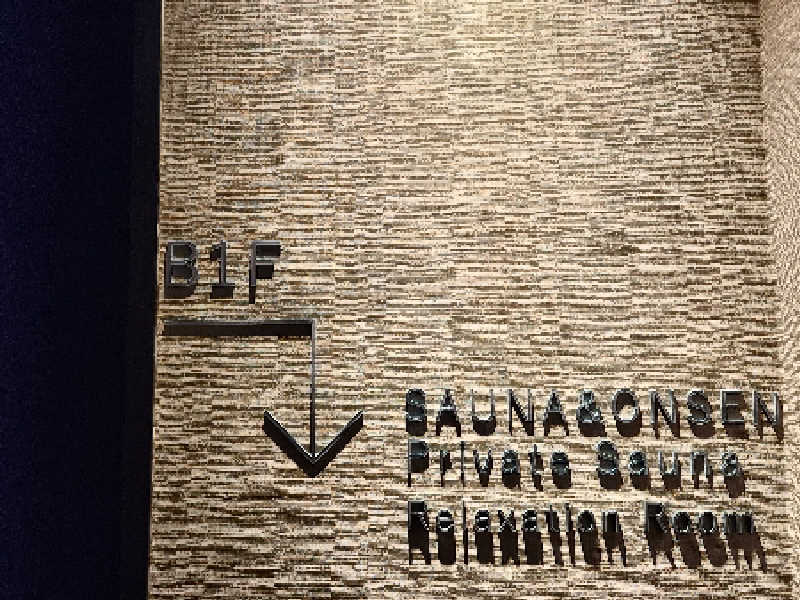 B1F
SAUNA&ONSEN
Private Sauna
Relaxation Room